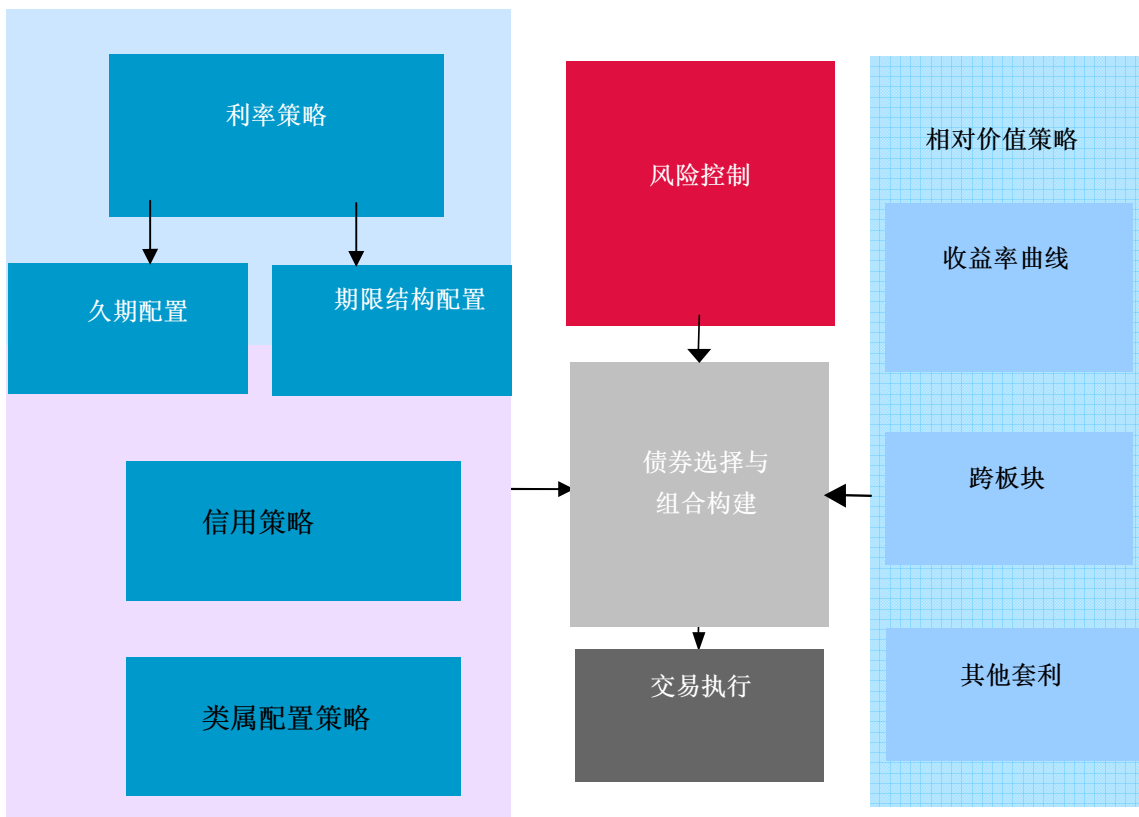 利率策略
久期配置
期限结构配置
信用策略
类属配置策略
风险控制
债券选择与
组合构建
交易执行
相对价值策略
收益率曲线
跨板块
其他套利